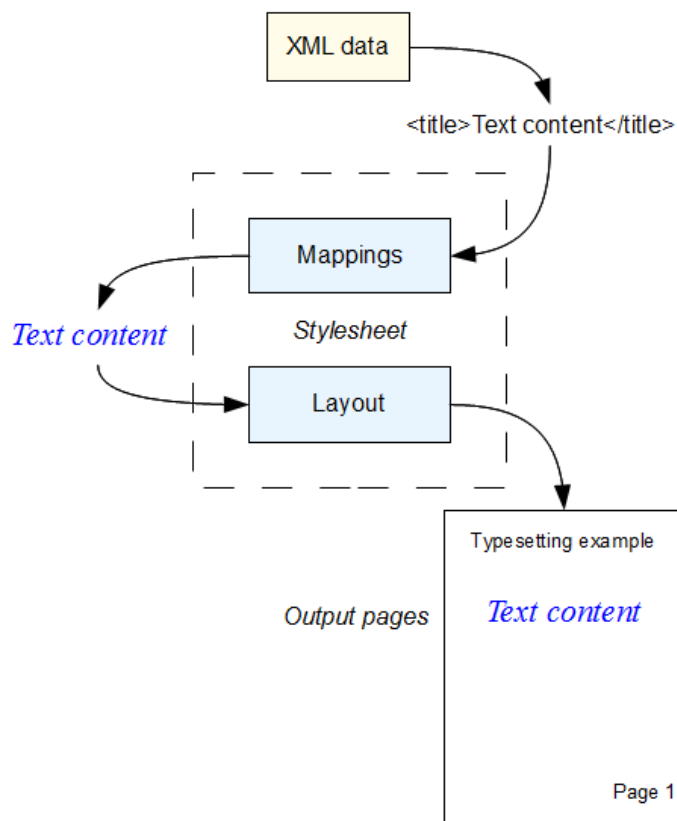 XML data
<title>Text content</title>
Mappings
Text content
Stylesheet
Layout
Typesetting example
Output pages
Text content
Page 1